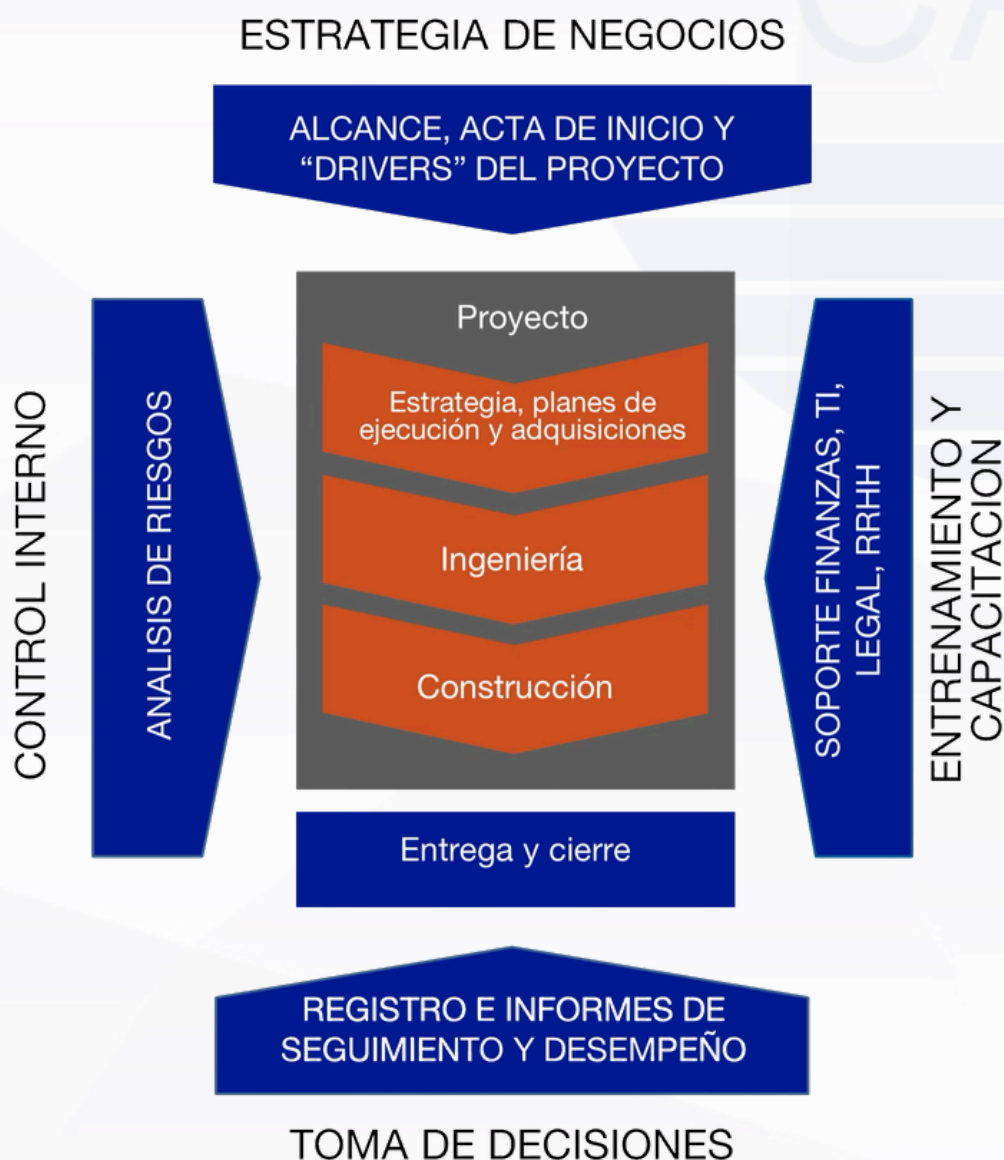 ESTRATEGIA DE NEGOCIOS
ALCANCE, ACTA DE INICIO Y
“DRIVERS” DEL PROYECTO
CONTROL INTERNO
ANALISIS DE RIESGOS
Proyecto
Estrategia, planes de
ejecución y adquisiciones
Ingeniería
Construcción
SOPORTE FINANZAS, TI,
LEGAL, RRHH
ENTRENAMIENTO Y
CAPACITACION
Entrega y cierre
REGISTRO E INFORMES DE
SEGUIMIENTO Y DESEMPEÑO
TOMA DE DECISIONES